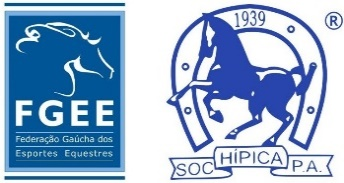 FGEE
Federação Gaúcha dos
Esportes Equestres
1939
®
SOC HÍPICA P.A.